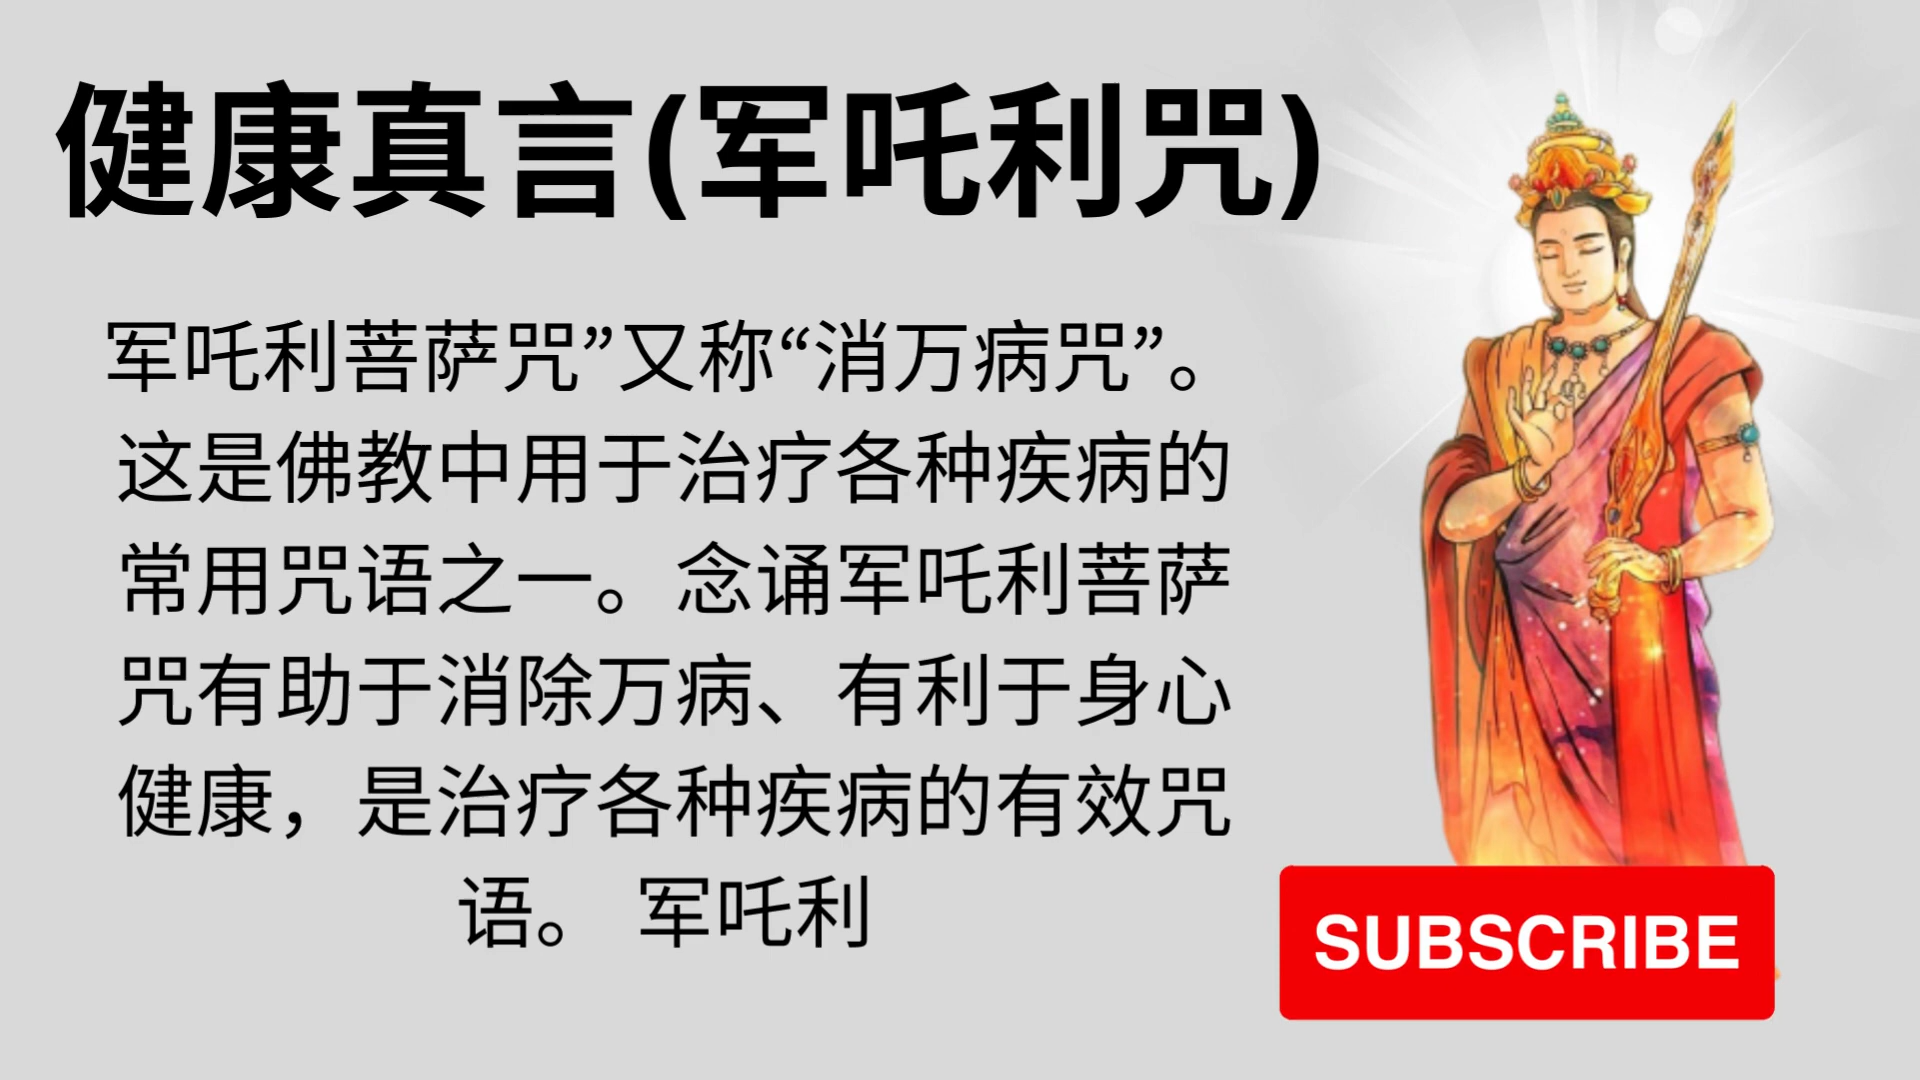 健康真言(军吒利咒)
军吒利菩萨咒”又称“消万病咒”。
这是佛教中用于治疗各种疾病的
常用咒语之一。念诵军吒利菩萨
咒有助于消除万病、有利于身心
健康，是治疗各种疾病的有效咒
语。 军吒利
SUBSCRIBE